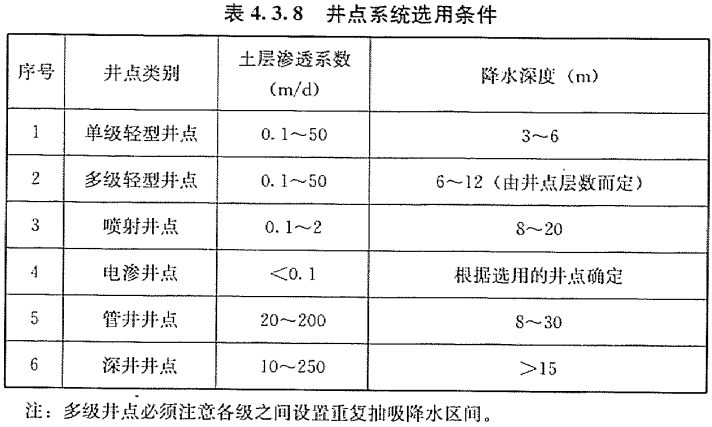 表 4.3.8 井点系统选用条件
序号 井点类别 土层渗透系数(m/d) 降水深度（m）
1 单级轻型井点 0.1～50 3～6
2 多级轻型井点 0.1～50 6～12（由井点层数而定）
3 喷射井点 0.1～2 8～20
4 电渗井点 <0.1 根据选用的井点确定
5 管井井点 20～200 8～30
6 深井井点 10～250 >15
注：多级井点必须注意各级之间设置重复抽吸降水区间。